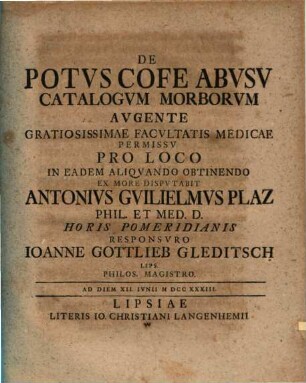 DE
POTVS COFE ABVSV
CATALOGVM MORBORVM
AVGENTE
GRATIOSISSIMAE FACVLTATIS MEDICAE
PERMISSV
PRO LOCO
IN EADEM ALIQVANDO OBTINENDO
EX MORE DISPVTABIT
ANTONIVS GVILIELMVS PLAZ
PHIL. ET MED. D.
HORIS POMERIDIANIS
RESPONSVRO
IOANNE GOTTLIEB GLEDITSCH
LIPS.
PHILOS. MAGISTRO.
AD DIEM XII. IVNII M DCC XXXIII.
LIPSIAE
LITERIS IO. CHRISTIANI LANGENHEMII